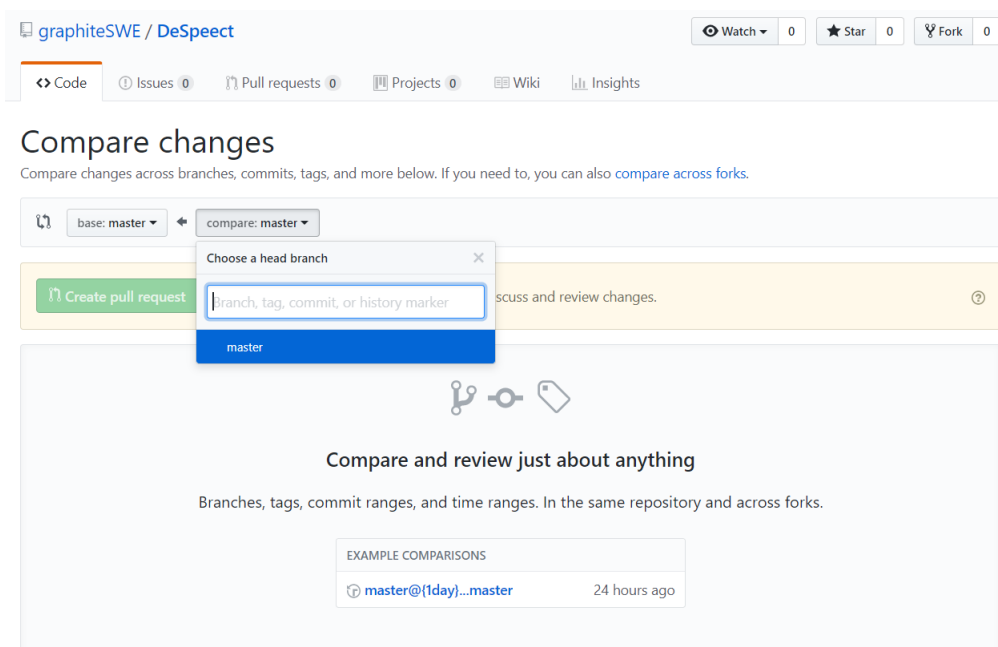 graphiteSWE / DeSpeect
Watch 0 Star 0 Fork 0
Code Issues 0 Pull requests 0 Projects 0 Wiki Insights
Compare changes
Compare changes across branches, commits, tags, and more below. If you need to, you can also compare across forks.
base: master compare: master
Choose a head branch
Create pull request scuss and review changes.
Branch, tag, commit, or history marker
master
Compare and review just about anything
Branches, tags, commit ranges, and time ranges. In the same repository and across forks.
EXAMPLE COMPARISONS
master@{1day}...master 24 hours ago